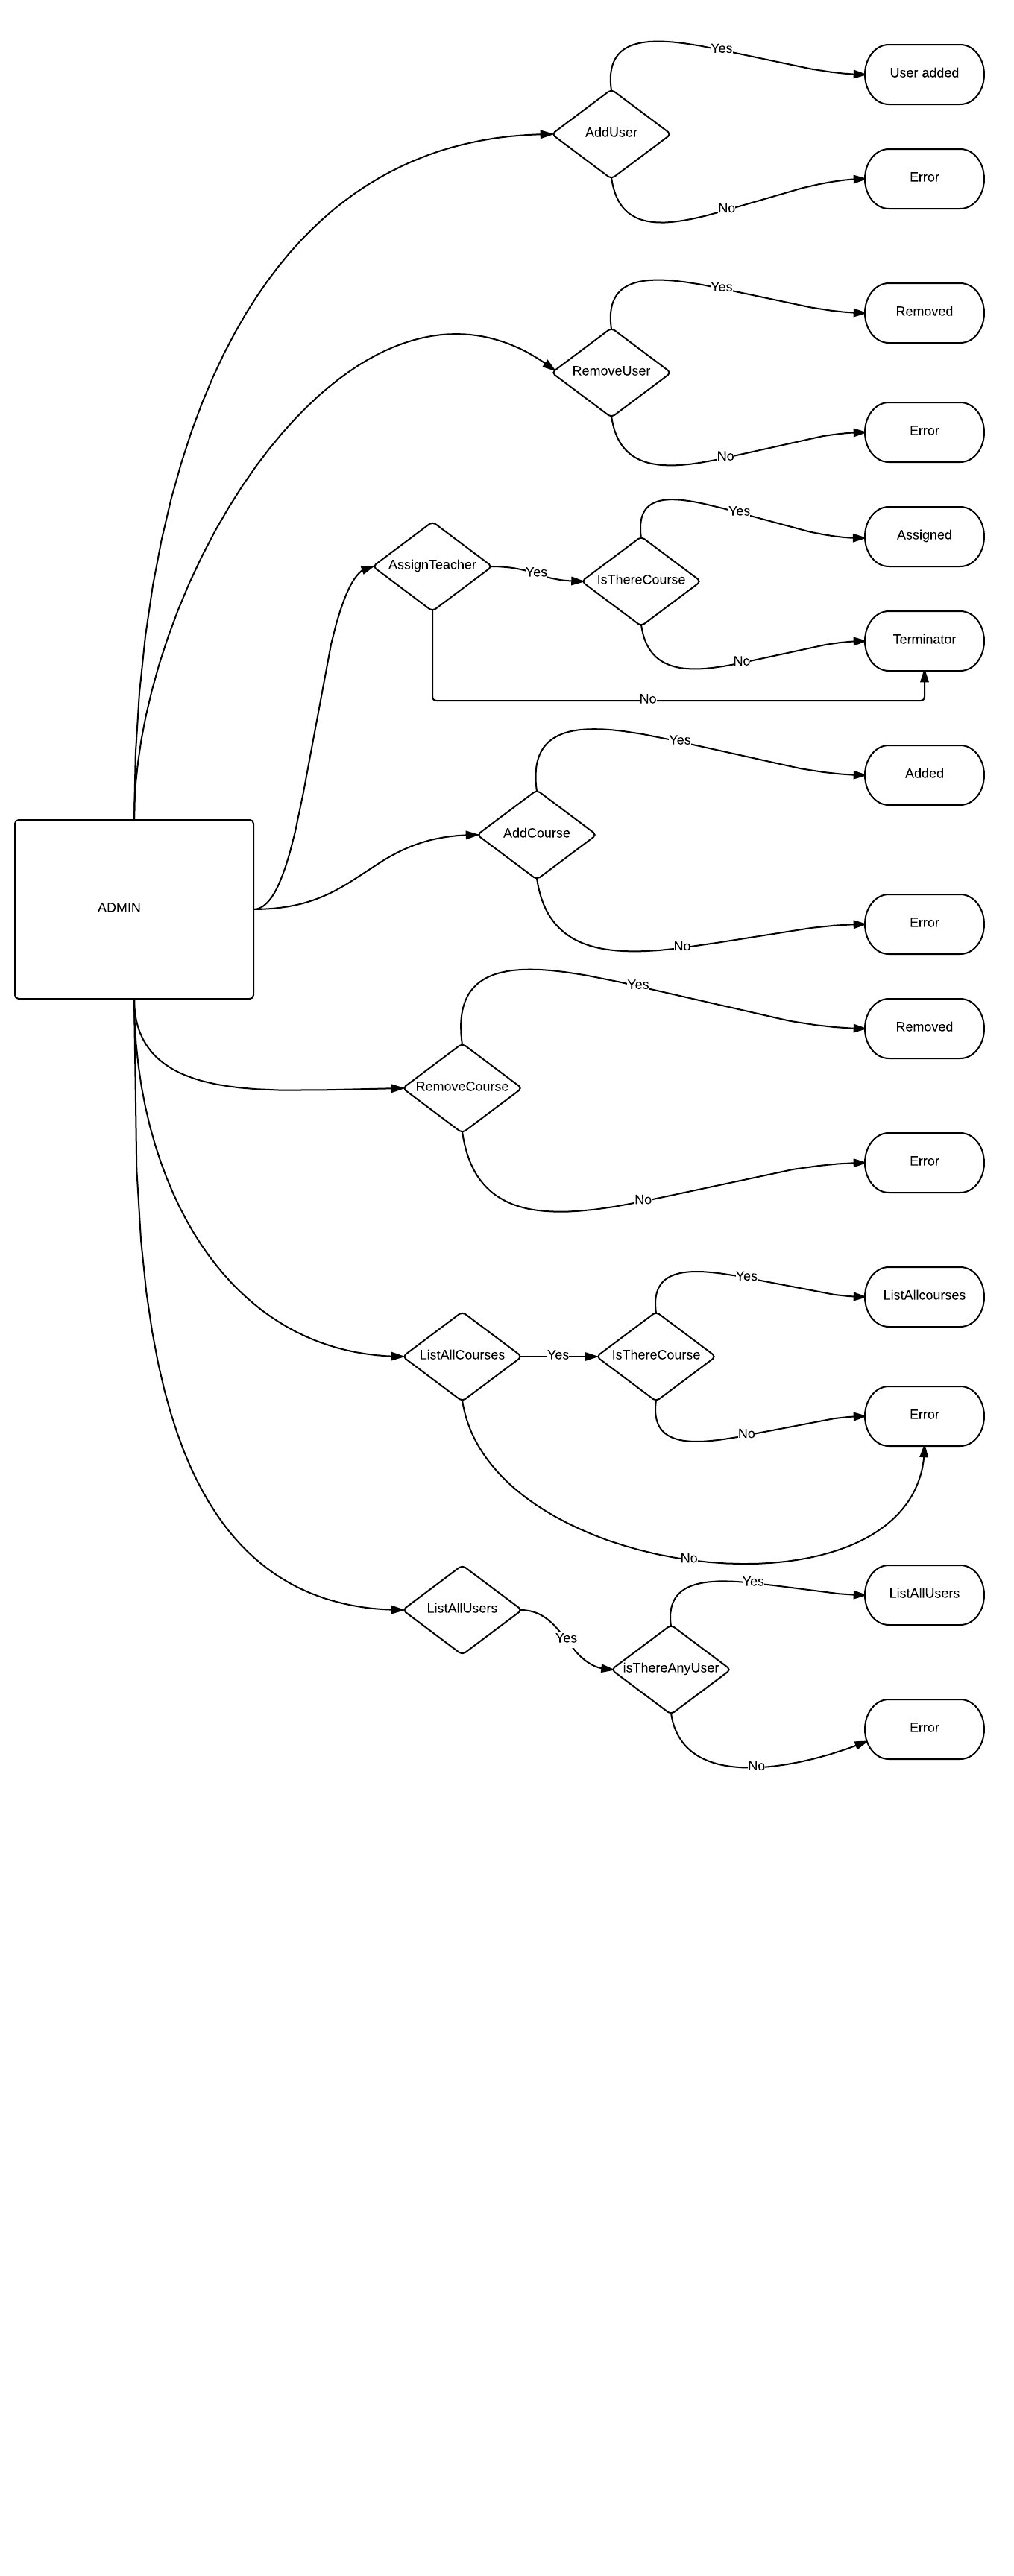 Yes
User added
AddUser
Error
No
Yes
Removed
RemoveUser
Error
No
Yes
Assigned
AssignTeacher
Yes
IsThereCourse
Terminator
No
No
Yes
Added
AddCourse
ADMIN
Error
No
Yes
Removed
RemoveCourse
Error
No
Yes
ListAllcourses
ListAllCourses
Yes
IsThereCourse
Error
No
No
Yes
ListAllUsers
ListAllUsers
Yes
isThereAnyUser
Error
No